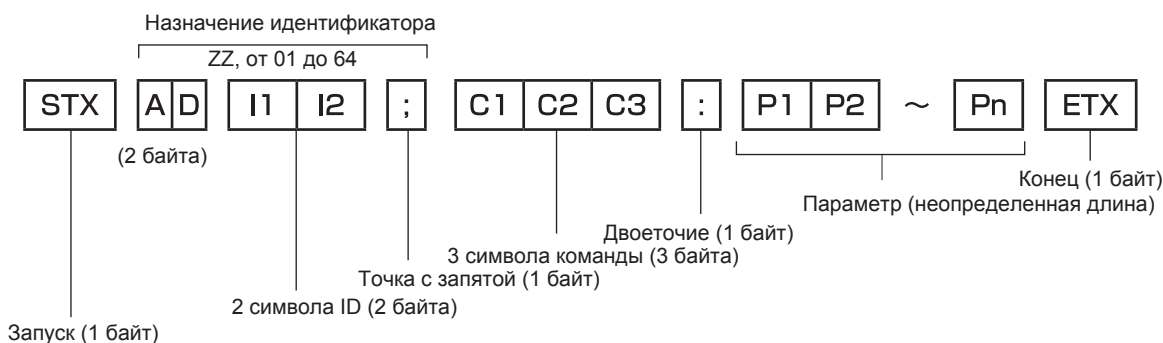 Назначение идентификатора
ZZ, от 01 до 64
STX A D I1 I2 ; C1 C2 C3 : P1 P2 ~ Pn ETX
(2 байта)
Конец (1 байт)
Параметр (неопределенная длина)
Двоеточие (1 байт)
3 символа команды (3 байта)
Точка с запятой (1 байт)
2 символа ID (2 байта)
Запуск (1 байт)